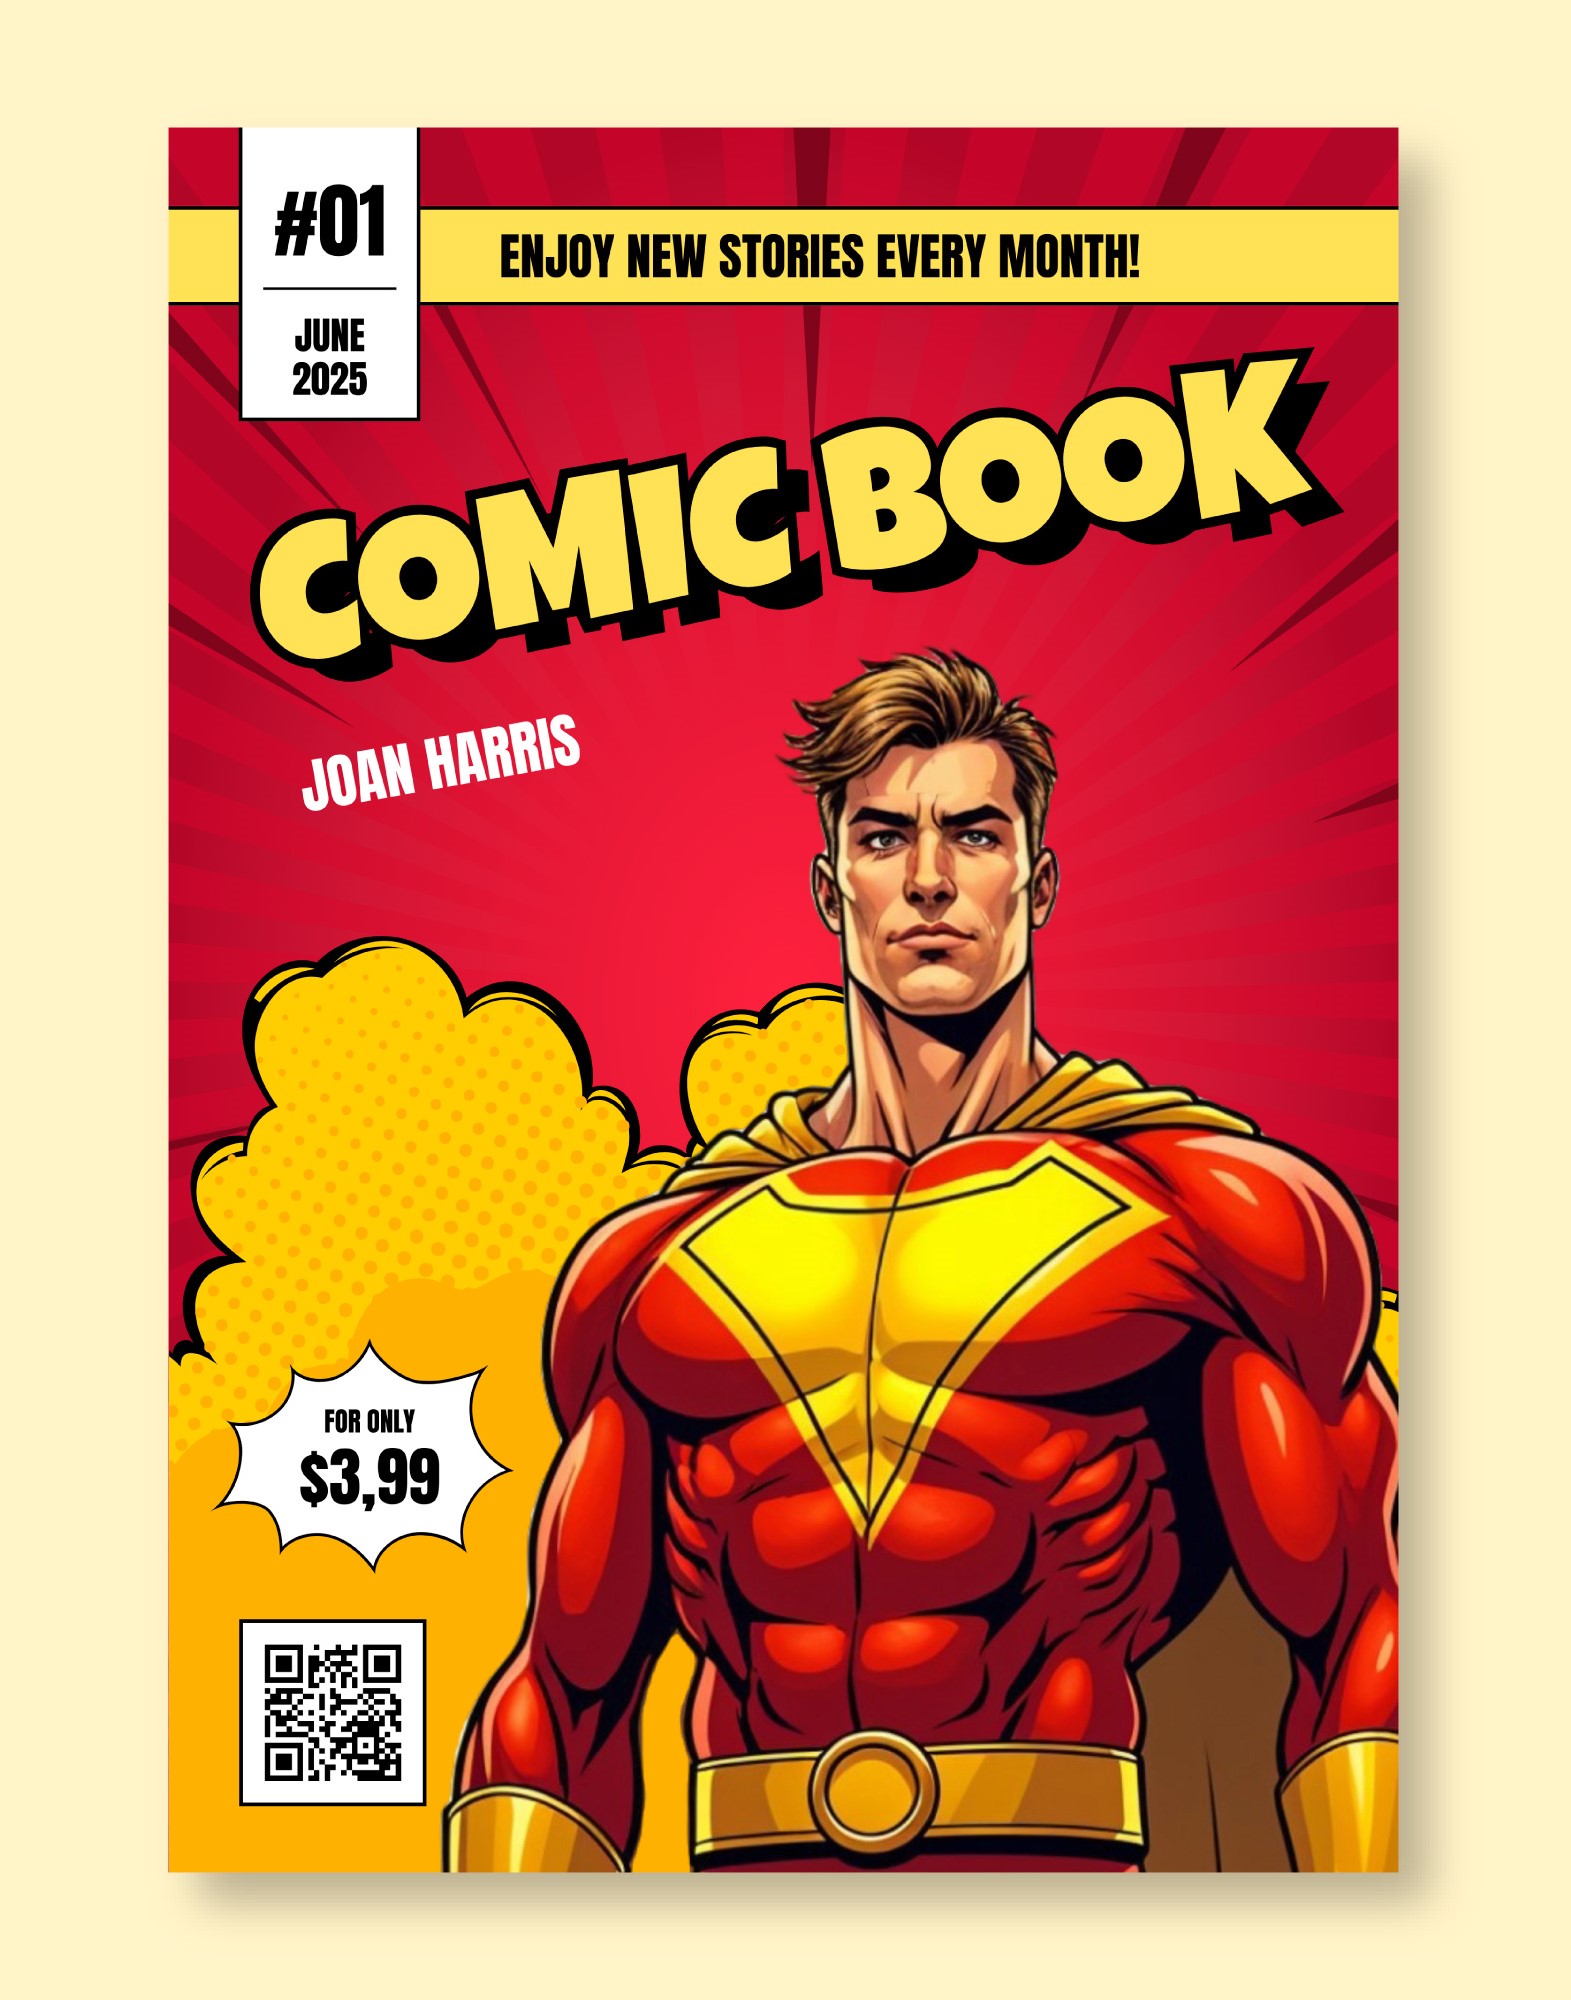 #01
JUNE
2025
ENJOY NEW STORIES EVERY MONTH!
COMIC BOOK
JOAN HARRIS
FOR ONLY
$3,99